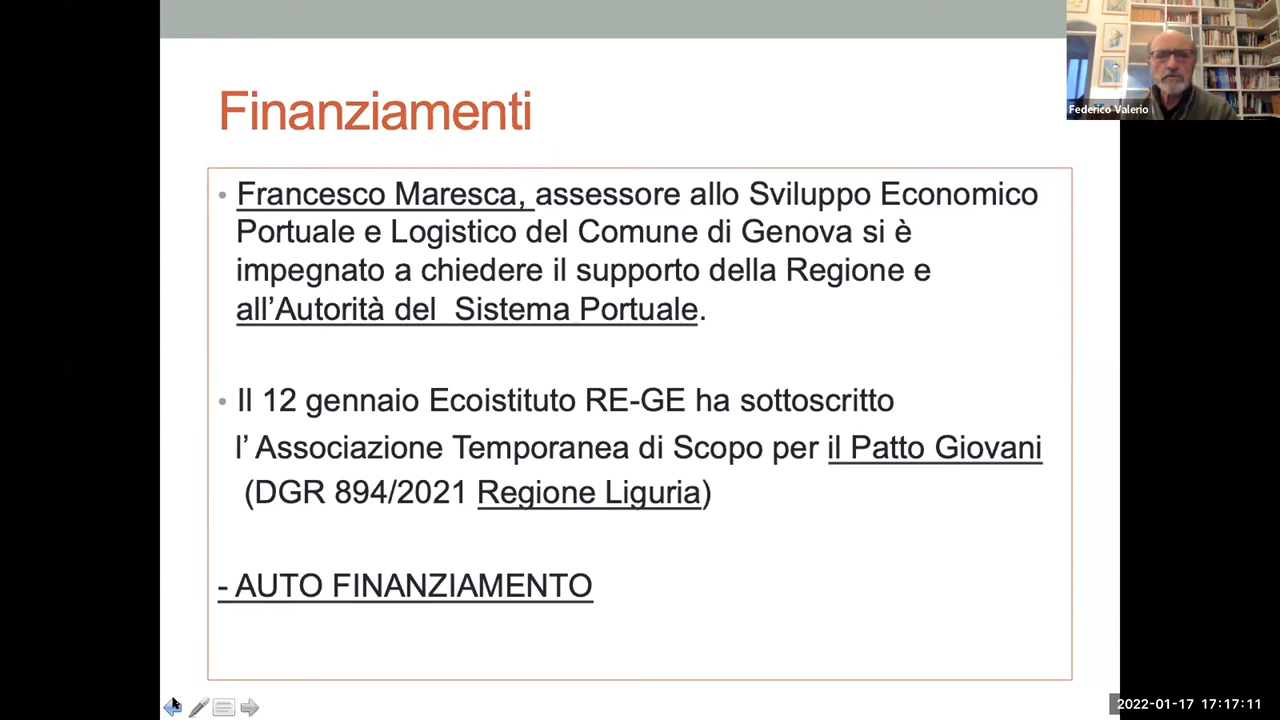 Finanziamenti
Federico Valerio
• Francesco Maresca, assessore allo Sviluppo Economico
Portuale e Logistico del Comune di Genova si è
impegnato a chiedere il supporto della Regione e
all’Autorità del  Sistema Portuale.
• Il 12 gennaio Ecoistituto RE-GE ha sottoscritto
l’ Associazione Temporanea di Scopo per il Patto Giovani
(DGR 894/2021 Regione Liguria)
- AUTO FINANZIAMENTO
2022-01-17 17:17:11